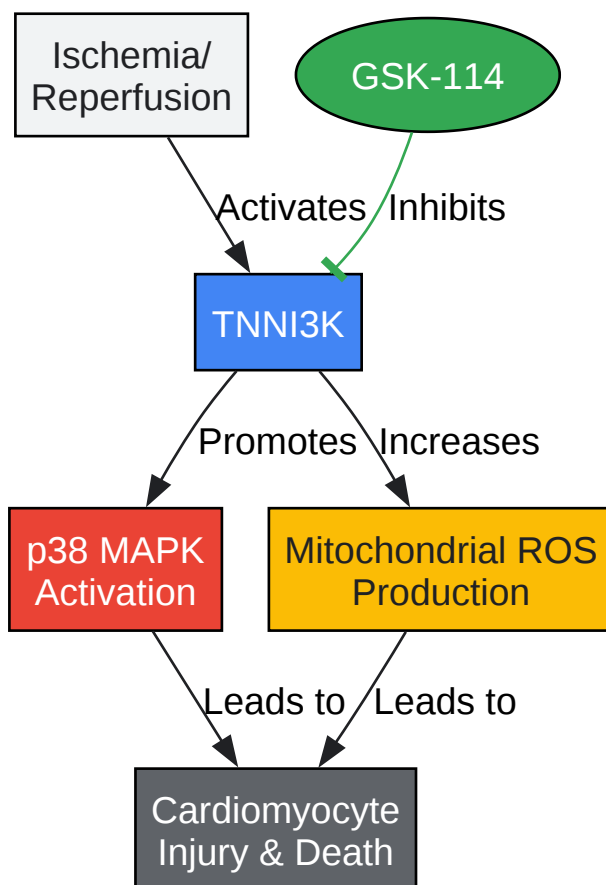 Ischemia/
Reperfusion
GSK-114
Activates
Inhibits
TNNI3K
Promotes
Increases
p38 MAPK
Activation
Mitochondrial ROS
Production
Leads to
Leads to
Cardiomyocyte
Injury & Death